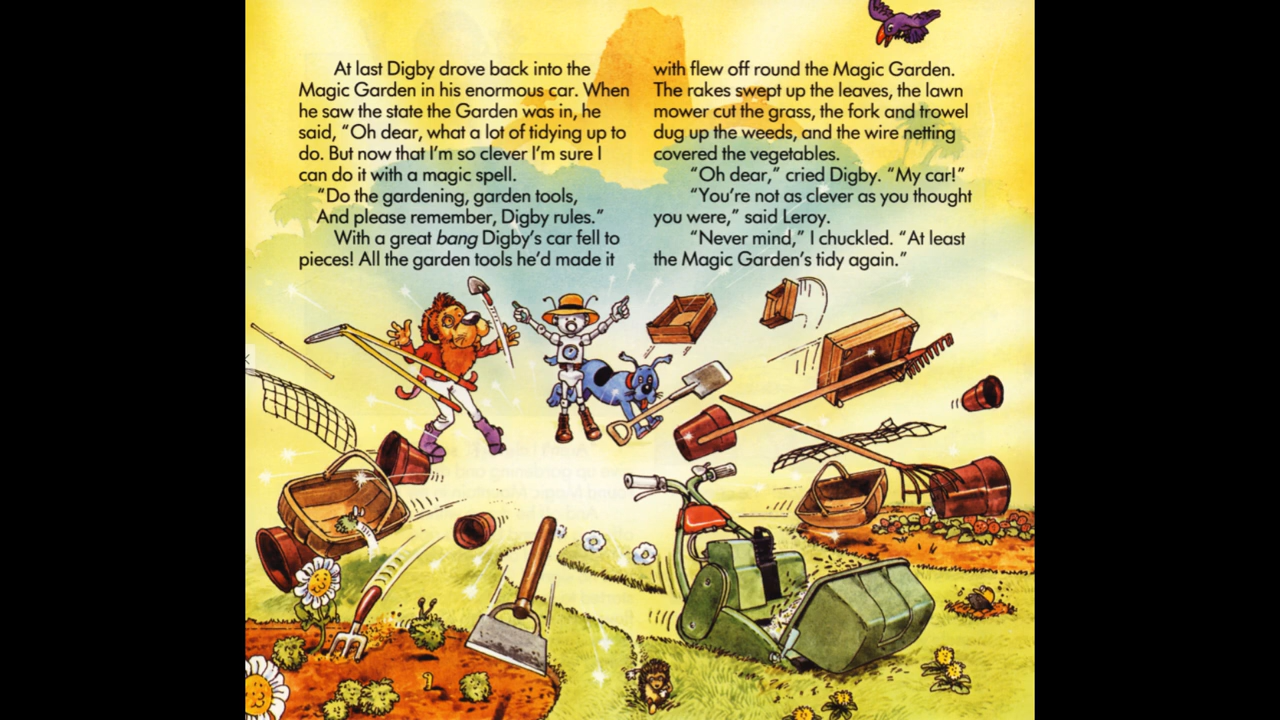 At last Digby drove back into the
Magic Garden in his enormous car. When
he saw the state the Garden was in, he
said, “Oh dear, what a lot of tidying up to
do. But now that I’m so clever I’m sure I
can do it with a magic spell.
“Do the gardening, garden tools,
And please remember, Digby rules.”
With a great bang Digby’s car fell to
pieces! All the garden tools he’d made it
with flew off round the Magic Garden.
The rakes swept up the leaves, the lawn
mower cut the grass, the fork and trowel
dug up the weeds, and the wire netting
covered the vegetables.
“Oh dear,” cried Digby. “My car!”
“You’re not as clever as you thought
you were,” said Leroy.
“Never mind,” I chuckled. “At least
the Magic Garden’s tidy again.”